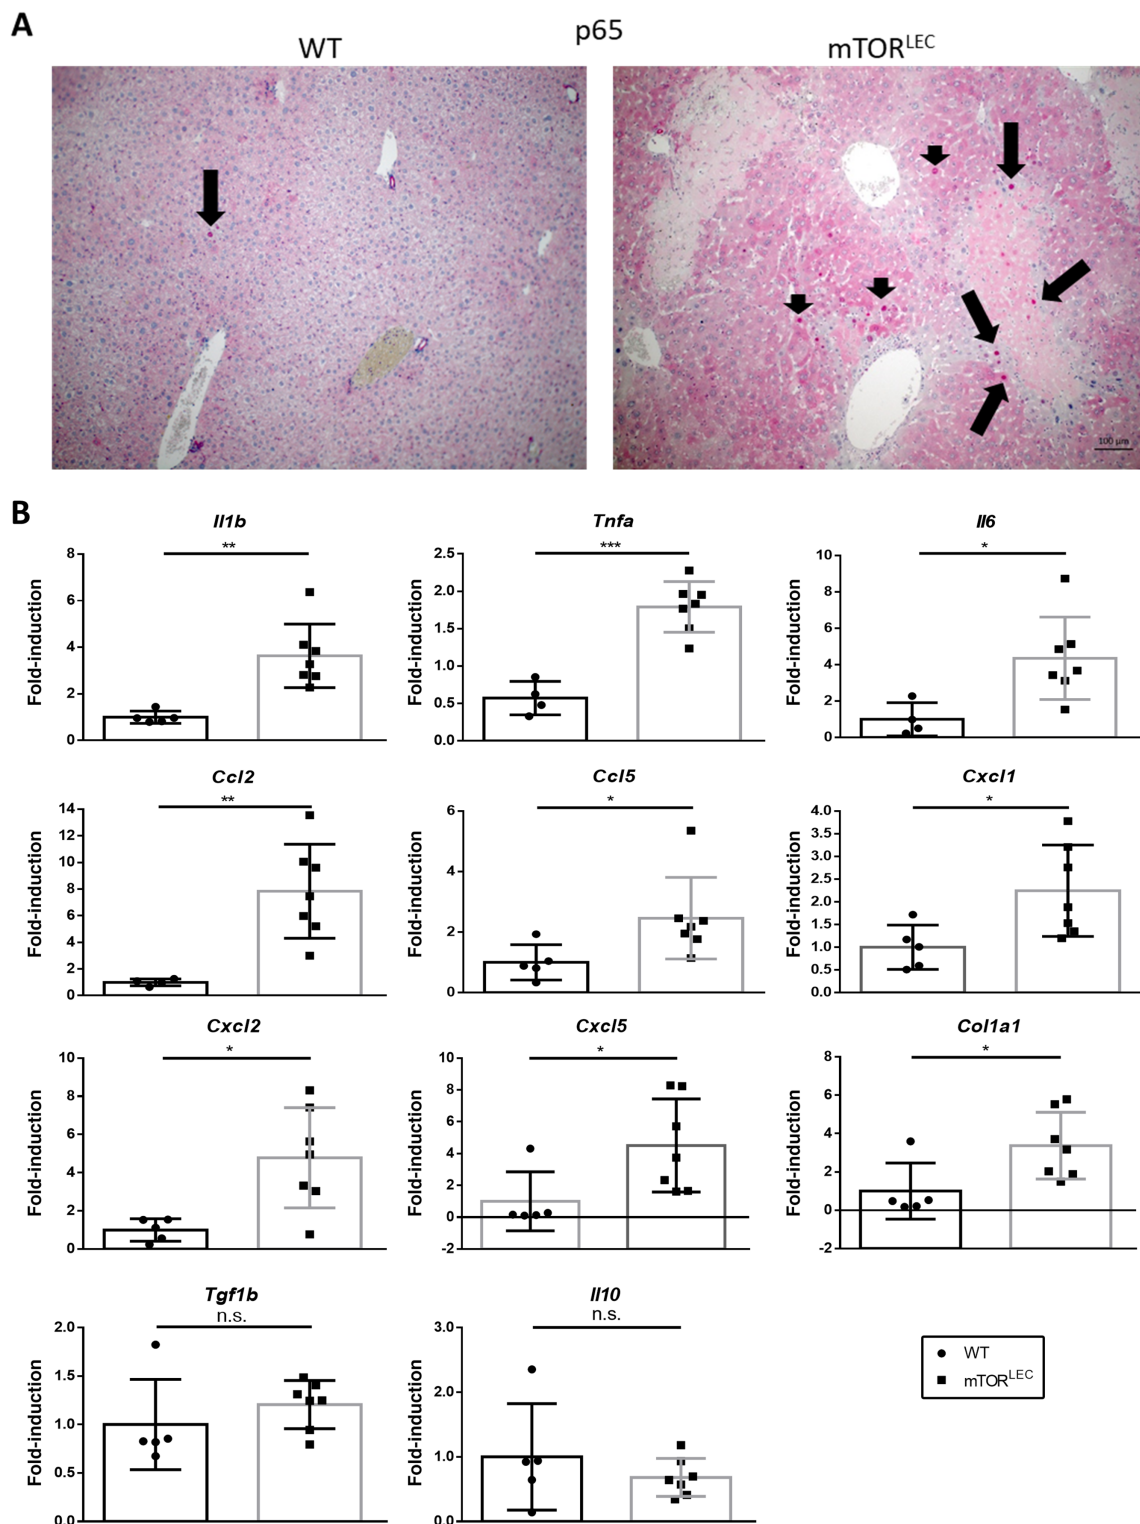 A
p65
WT
mTORLEC
100 µm
B
Il1b
**
Fold-induction
8
6
4
2
0
Tnfa
***
Fold-induction
2.5
2.0
1.5
1.0
0.5
0.0
Il6
*
Fold-induction
10
8
6
4
2
0
Ccl2
**
Fold-induction
14
12
10
8
6
4
2
0
Ccl5
*
Fold-induction
6
4
2
0
Cxcl1
*
Fold-induction
4.0
3.5
3.0
2.5
2.0
1.5
1.0
0.5
0.0
Cxcl2
*
Fold-induction
10
8
6
4
2
0
Cxcl5
*
Fold-induction
10
8
6
4
2
0
-2
Col1a1
*
Fold-induction
8
6
4
2
0
-2
Tgf1b
n.s.
Fold-induction
2.0
1.5
1.0
0.5
0.0
Il10
n.s.
Fold-induction
3.0
2.0
1.0
0.0
WT
mTORLEC